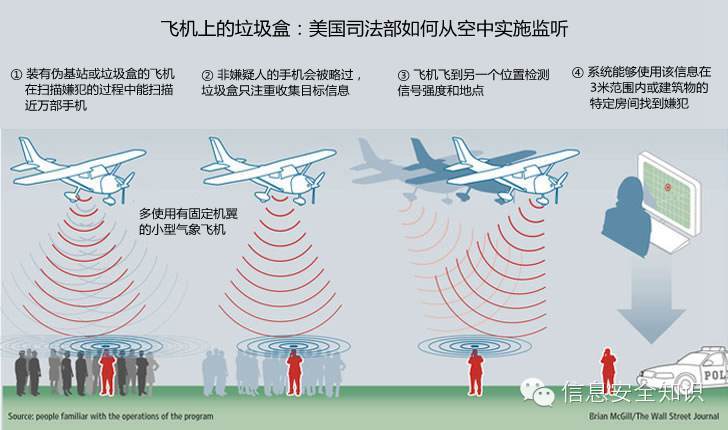 飞机上的垃圾盒：美国司法部如何从空中实施监听
① 装有伪基站或垃圾盒的飞机
在扫描嫌犯的过程中能扫描
近万部手机
② 非嫌疑人的手机会被略过，
垃圾盒只注重收集目标信息
③ 飞机飞到另一个位置检测
信号强度和地点
④ 系统能够使用该信息在
3米范围内或建筑物的
特定房间找到嫌犯
多使用有固定机翼
的小型气象飞机
POL
信息安全知识
Source: people familiar with the operations of the program
Brian McGill/The Wall Street Journal